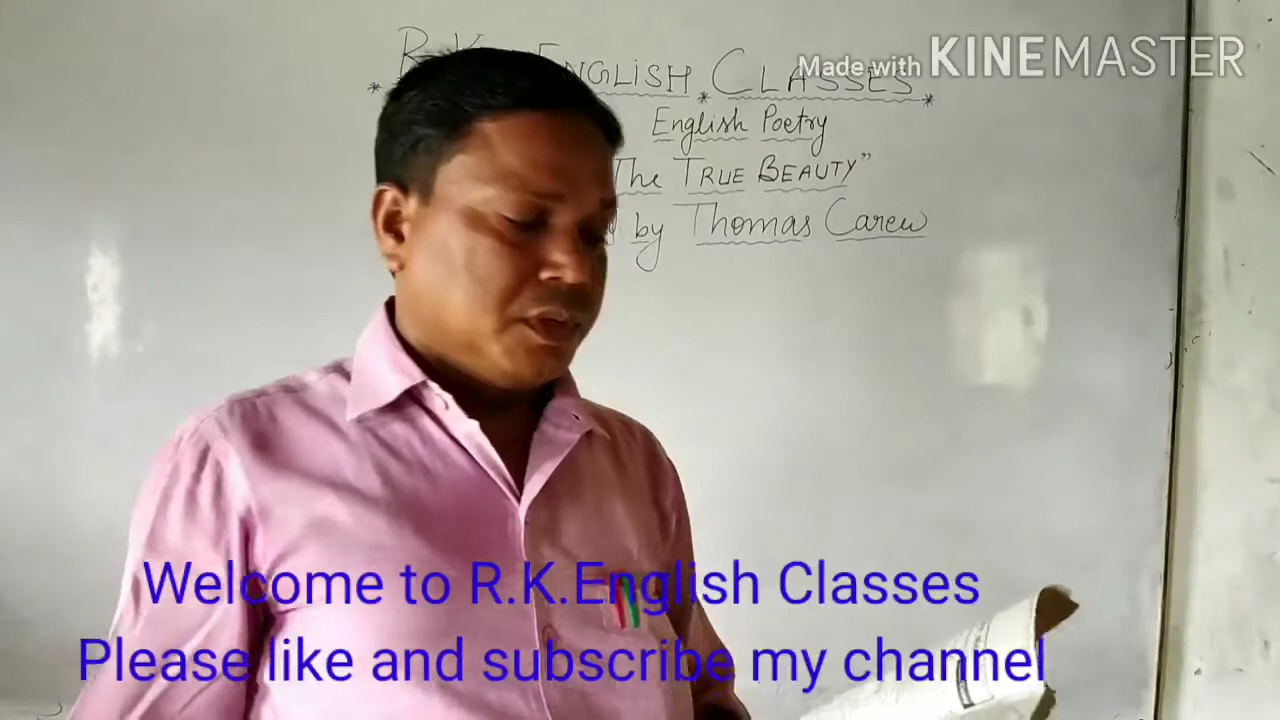 Made with KINEMASTER
ENGLISH CLASSES
English Poetry
The TRUE BEAUTY”
by Thomas Carew
Welcome to R.K.English Classes
Please like and subscribe my channel